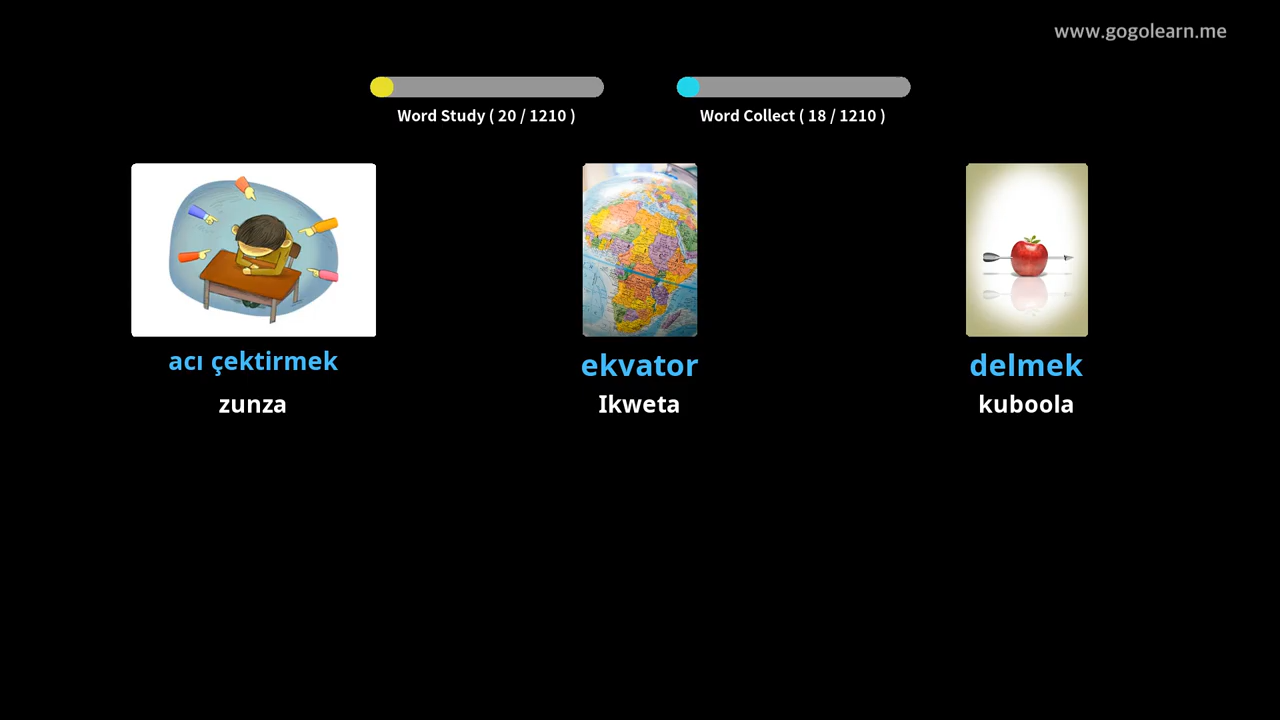 www.gogolearn.me
Word Study ( 20 / 1210 )
Word Collect ( 18 / 1210 )
acı çektirmek
ekvator
delmek
zunza
Ikweta
kuboola